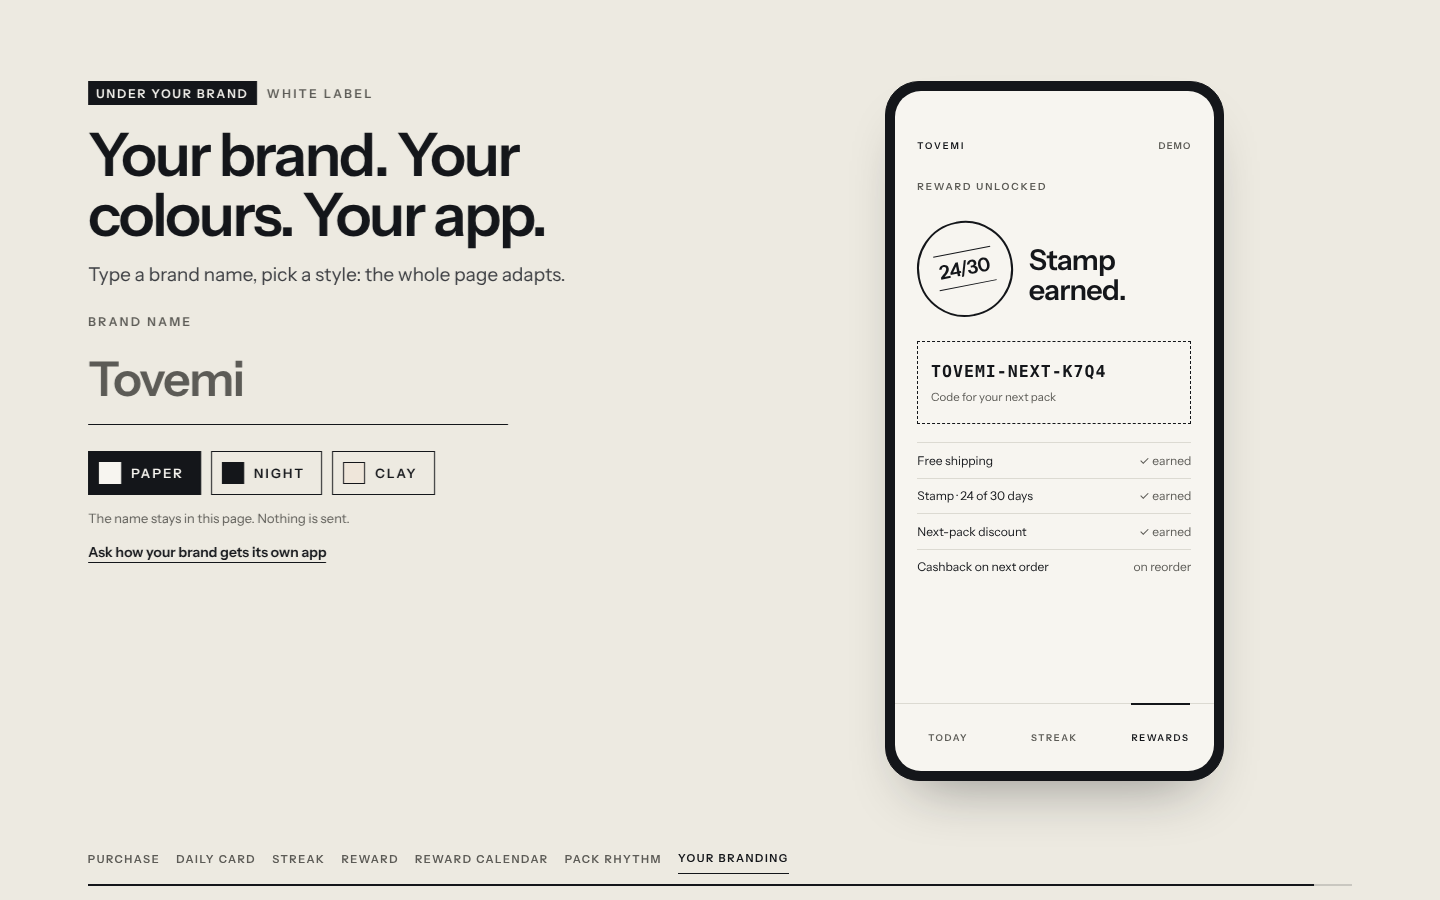 UNDER YOUR BRAND WHITE LABEL
Your brand. Your
colours. Your app.
Type a brand name, pick a style: the whole page adapts.
BRAND NAME
Tovemi
PAPER NIGHT CLAY
The name stays in this page. Nothing is sent.
Ask how your brand gets its own app
TOVEMI DEMO
REWARD UNLOCKED
24/30
Stamp
earned.
TOVEMI-NEXT-K7Q4
Code for your next pack
Free shipping ✓ earned
Stamp · 24 of 30 days ✓ earned
Next-pack discount ✓ earned
Cashback on next order on reorder
TODAY STREAK REWARDS
PURCHASE DAILY CARD STREAK REWARD REWARD CALENDAR PACK RHYTHM YOUR BRANDING